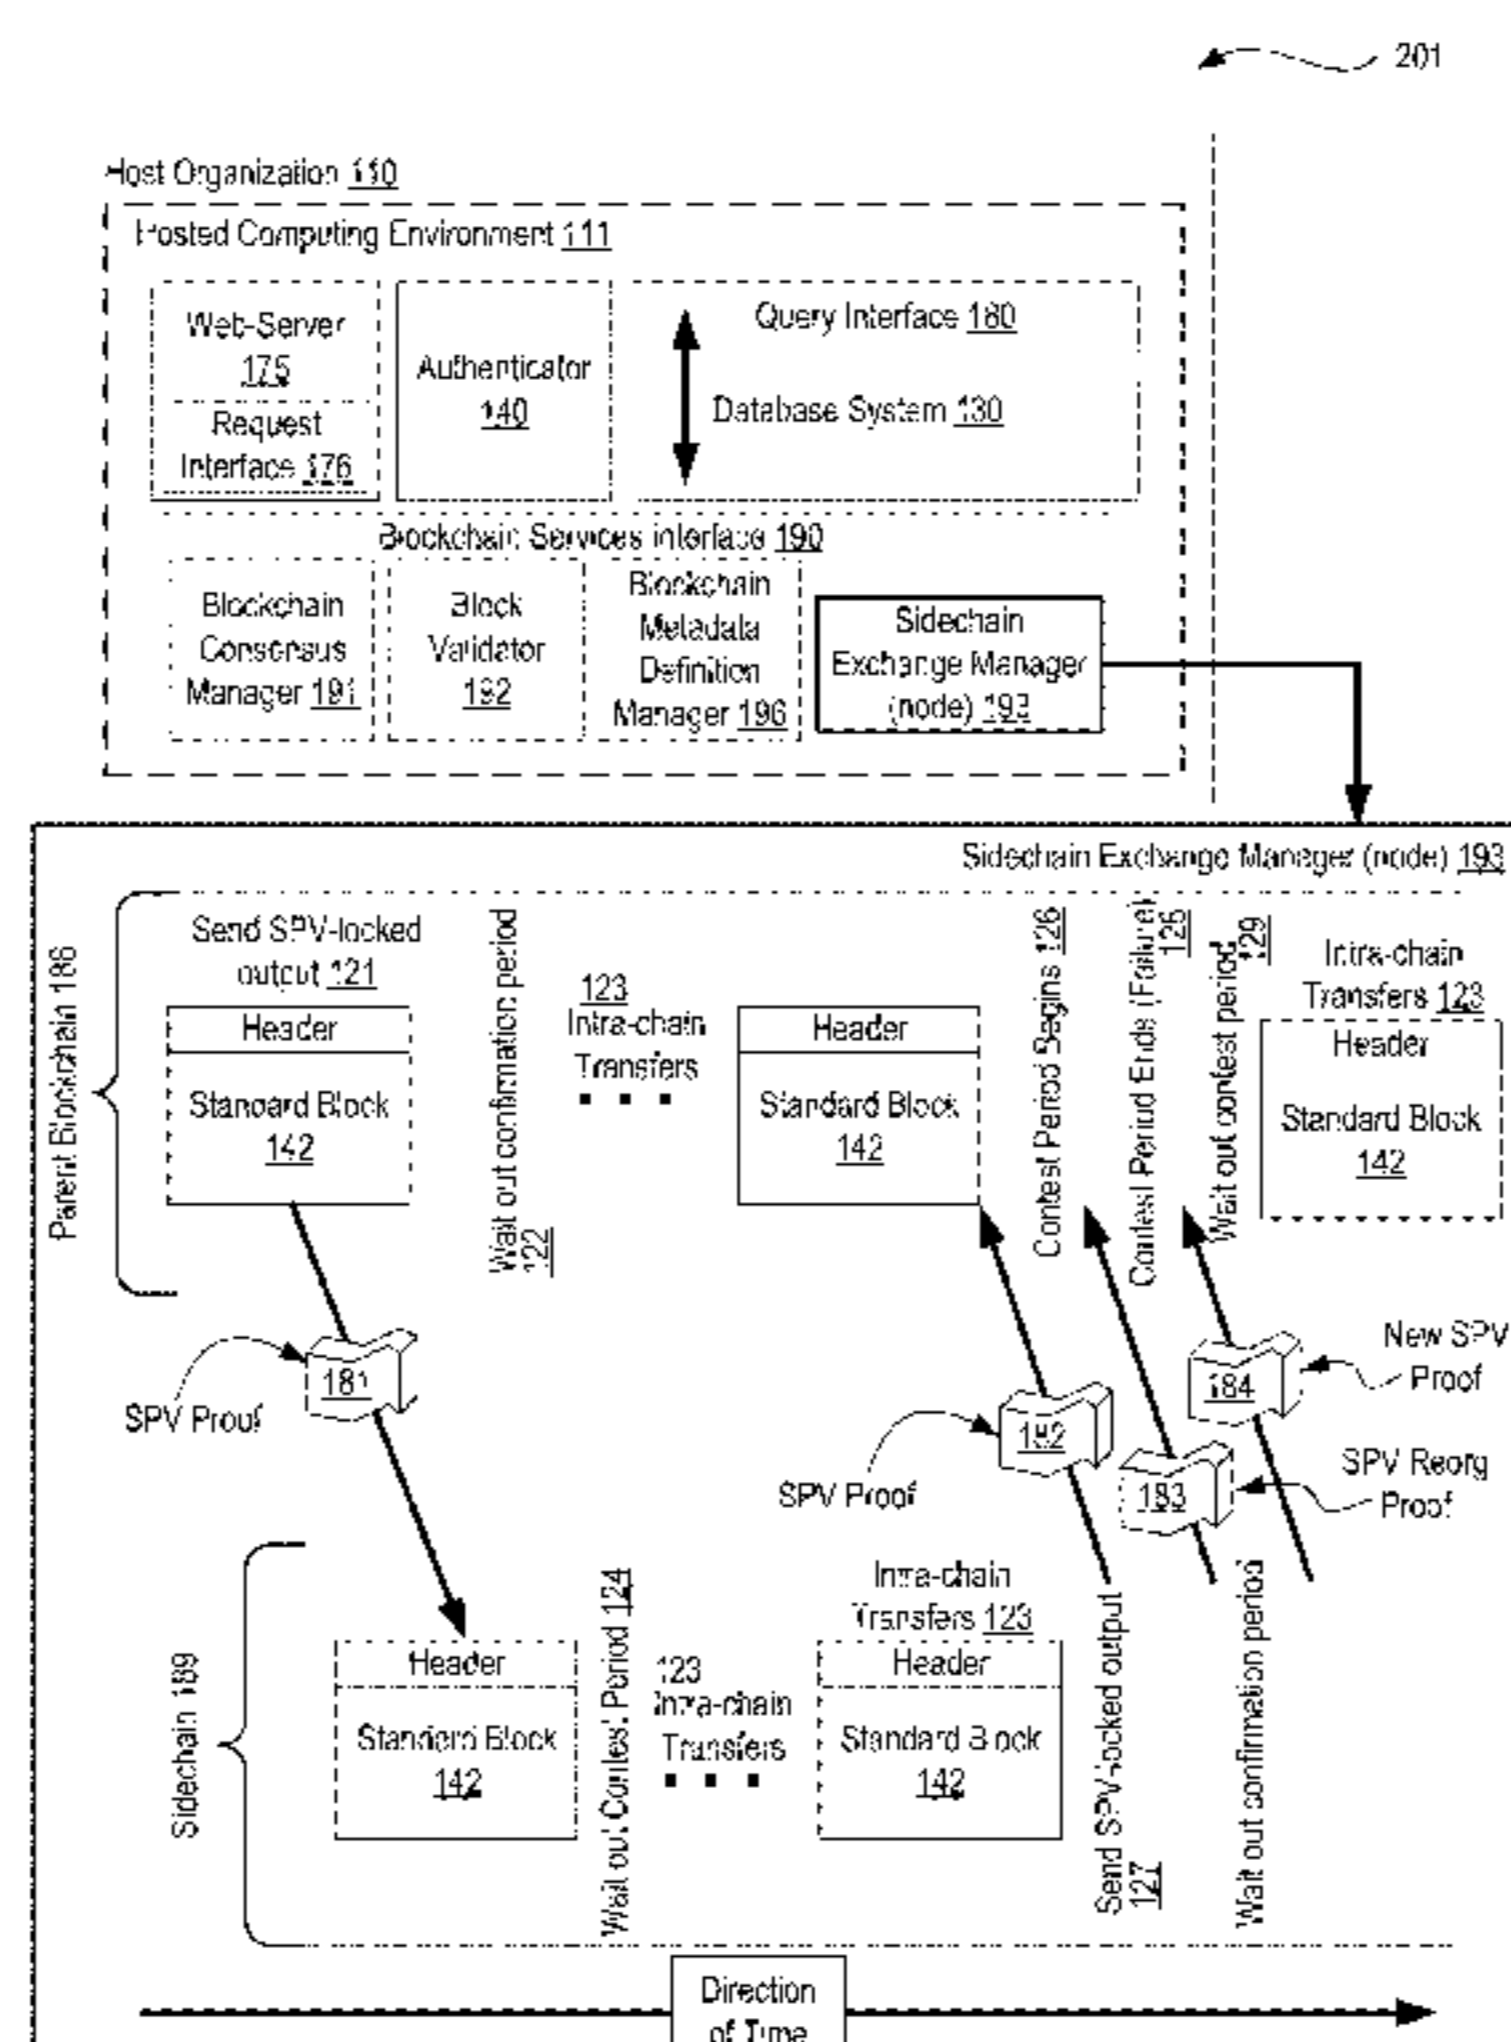 201
Host Organization 110
Hosted Computing Environment 111
Web-Server
175
Request
Interface 176
Authenticator
140
Query Interface 180
Database System 130
Blockchain Services interface 190
Blockchain
Consensus
Manager 191
Block
Validator
192
Blockchain
Metadada
Definition
Manager 196
Sidechain
Exchange Manager
(node) 193
Sidechain Exchange Manager (node) 193
Parent Blockchain 188
Send SPV-locked
output 121
Header
Standard Block
142
Wait out confirmation period
122
123
Intra-chain
Transfers
Header
Standard Block
142
Contest Period Begins 126
Contest Period Ends (Failure)
125
Wait out contest period
129
Intra-chain
Transfers 123
Header
Standard Block
142
SPV Proof
181
SPV Proof
182
183
184
New SPV
Proof
SPV Reorg
Proof
Sidechain 189
Header
Standard Block
142
Wait out Contest Period 124
123
Intra-chain
Transfers
Intra-chain
Transfers 123
Header
Standard Block
142
Send SPV-locked output
127
Wait out confirmation period
Direction
of Time